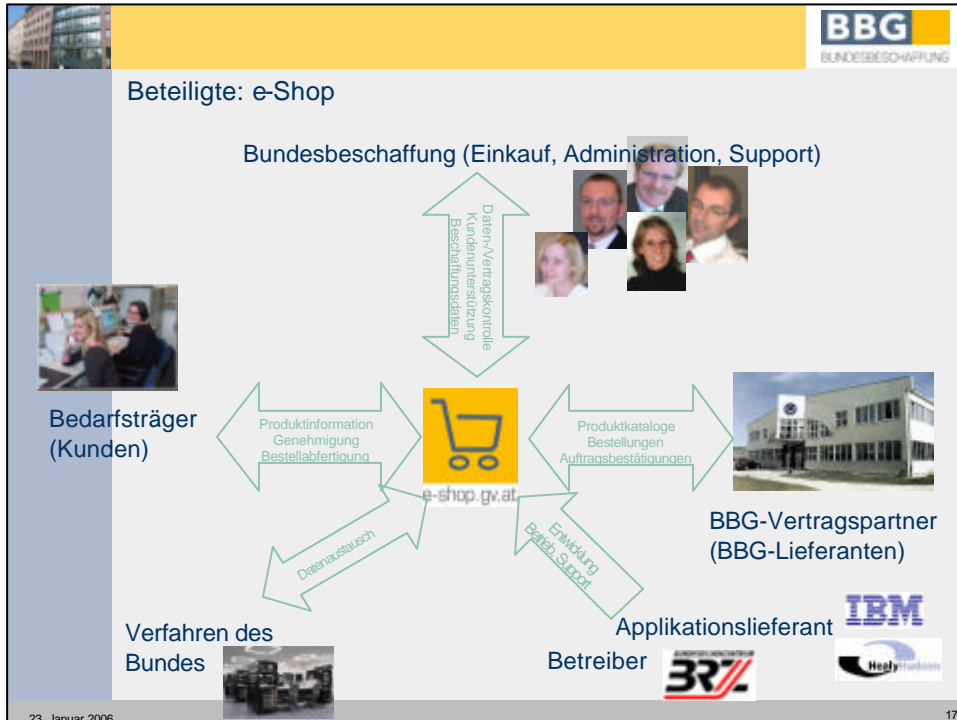 BBG
BUNDESBESCHAFFUNG
Beteiligte: e-Shop
Bundesbeschaffung (Einkauf, Administration, Support)
Daten-/Vertragskontrolle
Kundenunterstützung
Beschaffungsdaten
Bedarfsträger
(Kunden)
Produktinformation
Genehmigung
Bestellabfertigung
e-shop.gv.at
Produktkataloge
Bestellungen
Auftragsbestätigungen
BBG-Vertragspartner
(BBG-Lieferanten)
Datenaustausch
Entwicklung
Betrieb, Support
Verfahren des
Bundes
Applikationslieferant
IBM
Betreiber
BRZ
HealyHudson
23. Januar 2006
17